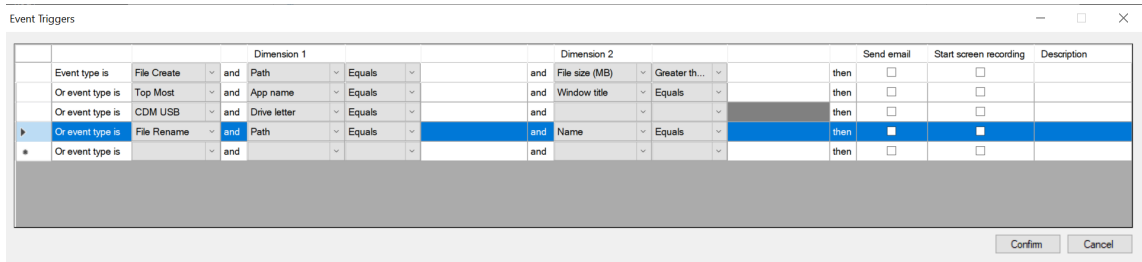 Event Triggers
Dimension 1 Dimension 2 Send email Start screen recording Description
Event type is File Create and Path Equals and File size (MB) Greater th... then
Or event type is Top Most and App name Equals and Window title Equals then
Or event type is CDM USB and Drive letter Equals and then
Or event type is File Rename and Path Equals and Name Equals then
Or event type is and and then
Confirm Cancel